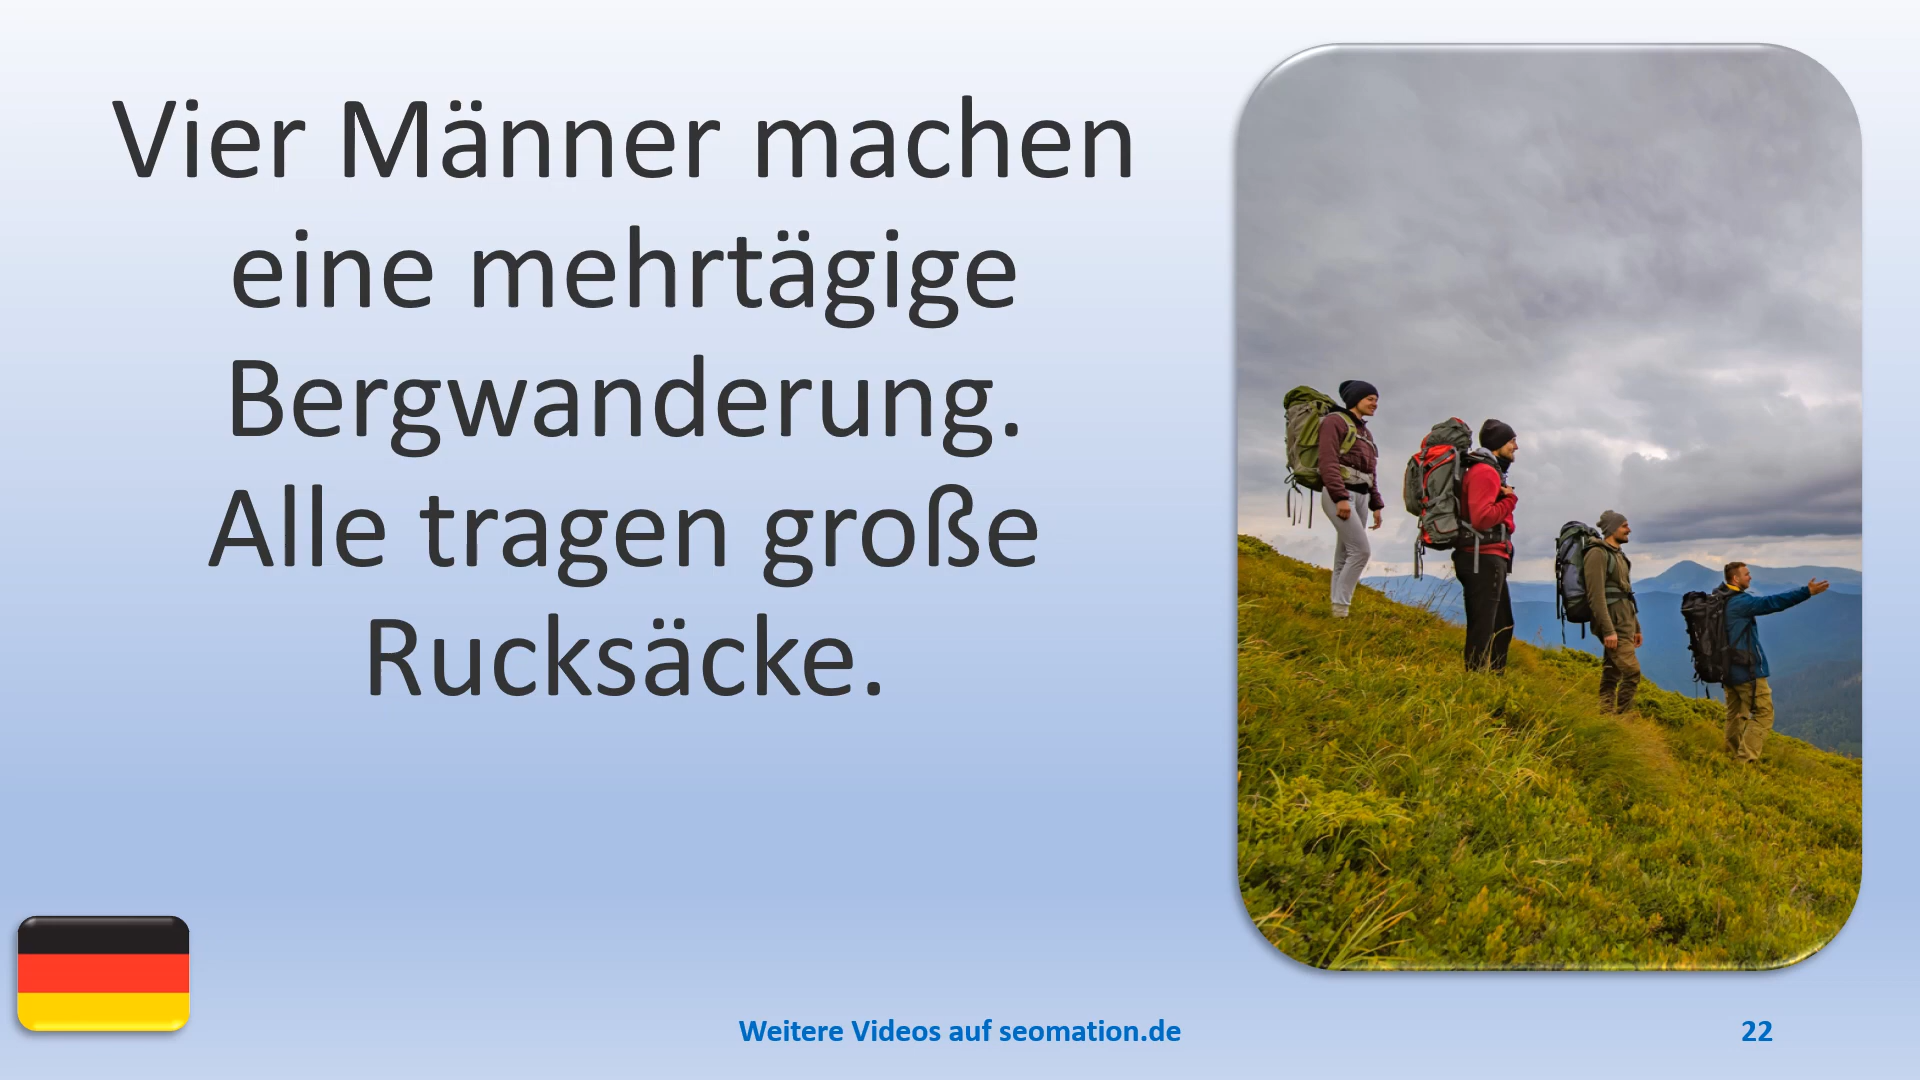 Vier Männer machen
eine mehrtägige
Bergwanderung.
Alle tragen große
Rucksäcke.
Weitere Videos auf seomation.de
22